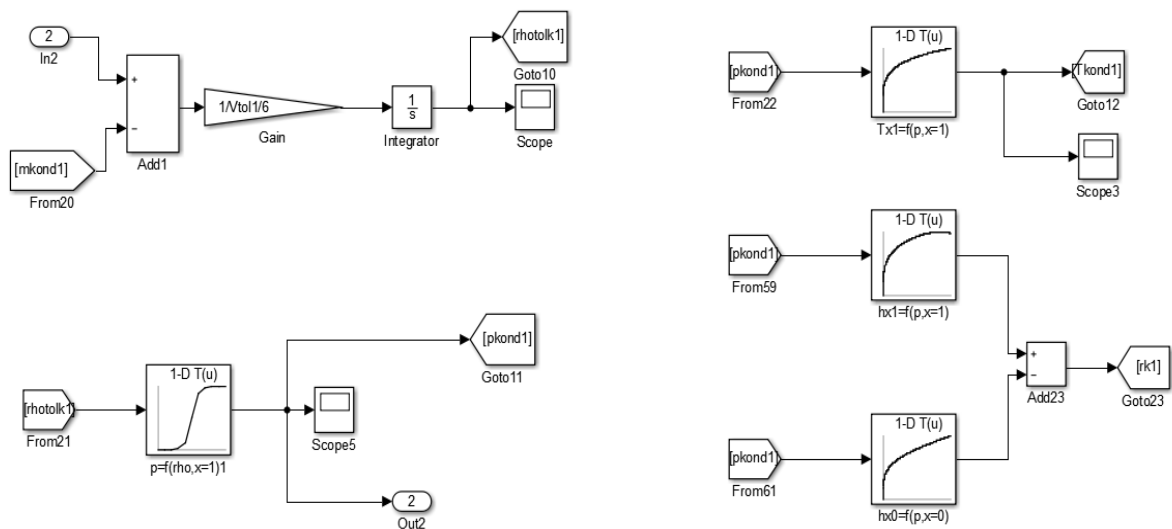 2
In2
+
−
Add1
[mkond1]
From20
1/Vtol1/6
Gain
1
s
Integrator
[rhotolk1]
Goto10
Scope
[rhotolk1]
From21
1-D T(u)
p=f(rho,x=1)1
Scope5
[pkond1]
Goto11
2
Out2
[pkond1]
From22
1-D T(u)
Tx1=f(p,x=1)
[Tkond1]
Goto12
Scope3
[pkond1]
From59
1-D T(u)
hx1=f(p,x=1)
+
−
Add23
[rk1]
Goto23
[pkond1]
From61
1-D T(u)
hx0=f(p,x=0)